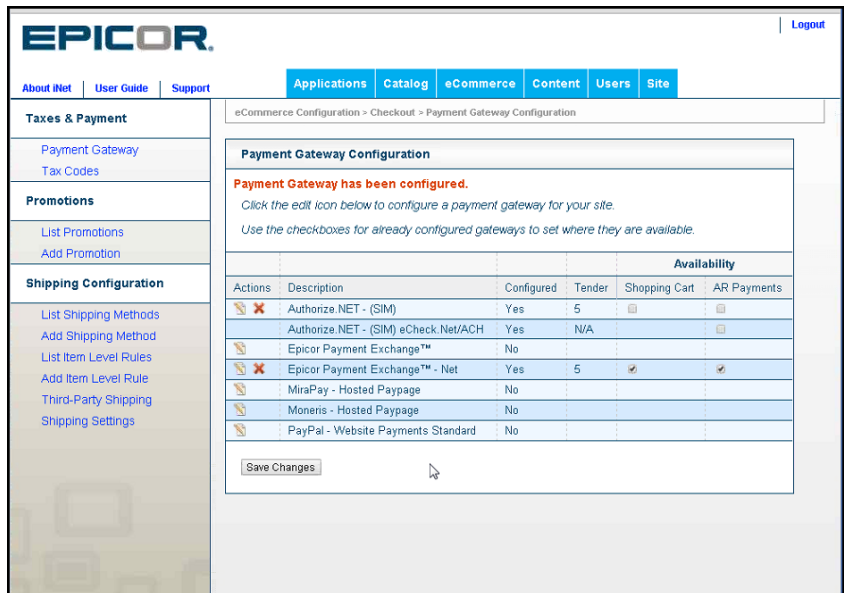 Logout
EPICOR.
About iNet | User Guide | Support
Applications Catalog eCommerce Content Users Site
Taxes & Payment
Payment Gateway
Tax Codes
Promotions
List Promotions
Add Promotion
Shipping Configuration
List Shipping Methods
Add Shipping Method
List Item Level Rules
Add Item Level Rule
Third-Party Shipping
Shipping Settings
eCommerce Configuration > Checkout > Payment Gateway Configuration
Payment Gateway Configuration
Payment Gateway has been configured.
Click the edit icon below to configure a payment gateway for your site.
Use the checkboxes for already configured gateways to set where they are available.
Availability
Actions Description Configured Tender Shopping Cart AR Payments
Authorize.NET - (SIM) Yes 5
Authorize.NET - (SIM) eCheck.Net/ACH Yes N/A
Epicor Payment Exchange™ No
Epicor Payment Exchange™ - Net Yes 5
MiraPay - Hosted Paypage No
Moneris - Hosted Paypage No
PayPal - Website Payments Standard No
Save Changes